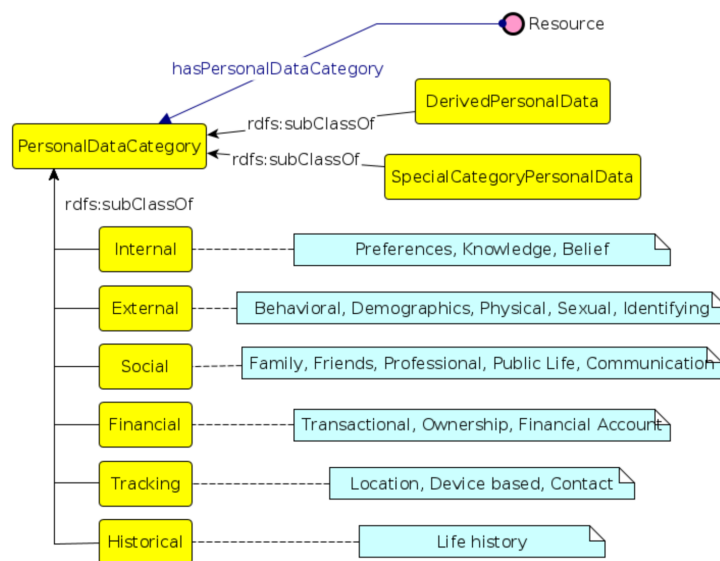 Resource
hasPersonalDataCategory
DerivedPersonalData
rdfs:subClassOf
PersonalDataCategory
rdfs:subClassOf
SpecialCategoryPersonalData
rdfs:subClassOf
Internal
Preferences, Knowledge, Belief
External
Behavioral, Demographics, Physical, Sexual, Identifying
Social
Family, Friends, Professional, Public Life, Communication
Financial
Transactional, Ownership, Financial Account
Tracking
Location, Device based, Contact
Historical
Life history